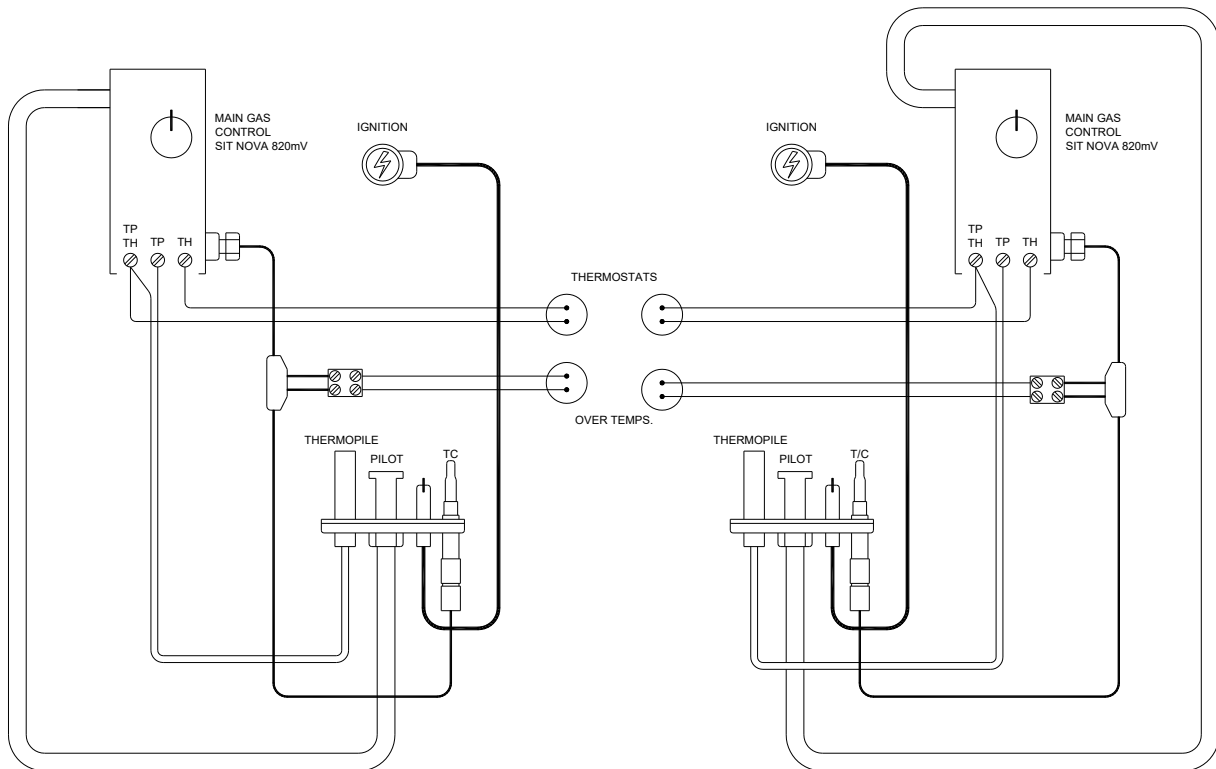 MAIN GAS
CONTROL
SIT NOVA 820mV
IGNITION
TP
TH
TP
TH
THERMOSTATS
OVER TEMPS.
THERMOPILE
PILOT
TC
IGNITION
MAIN GAS
CONTROL
SIT NOVA 820mV
TP
TH
TP
TH
THERMOPILE
PILOT
T/C